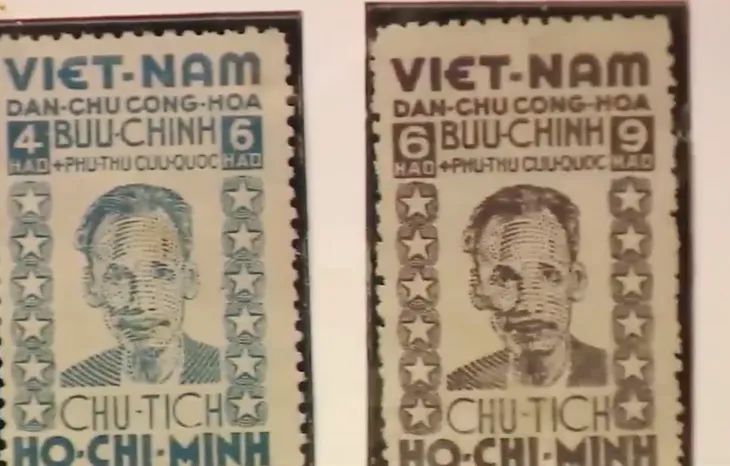 VIET-NAM
DAN-CHU CONG-HOA
4 HAO BUU-CHINH 6 HAO
+PHU-THU CUU-QUOC
CHU-TICH
HO-CHI-MINH
VIET-NAM
DAN-CHU CONG-HOA
6 HAO BUU-CHINH 9 HAO
+PHU-THU CUU-QUOC
CHU-TICH
HO-CHI-MINH